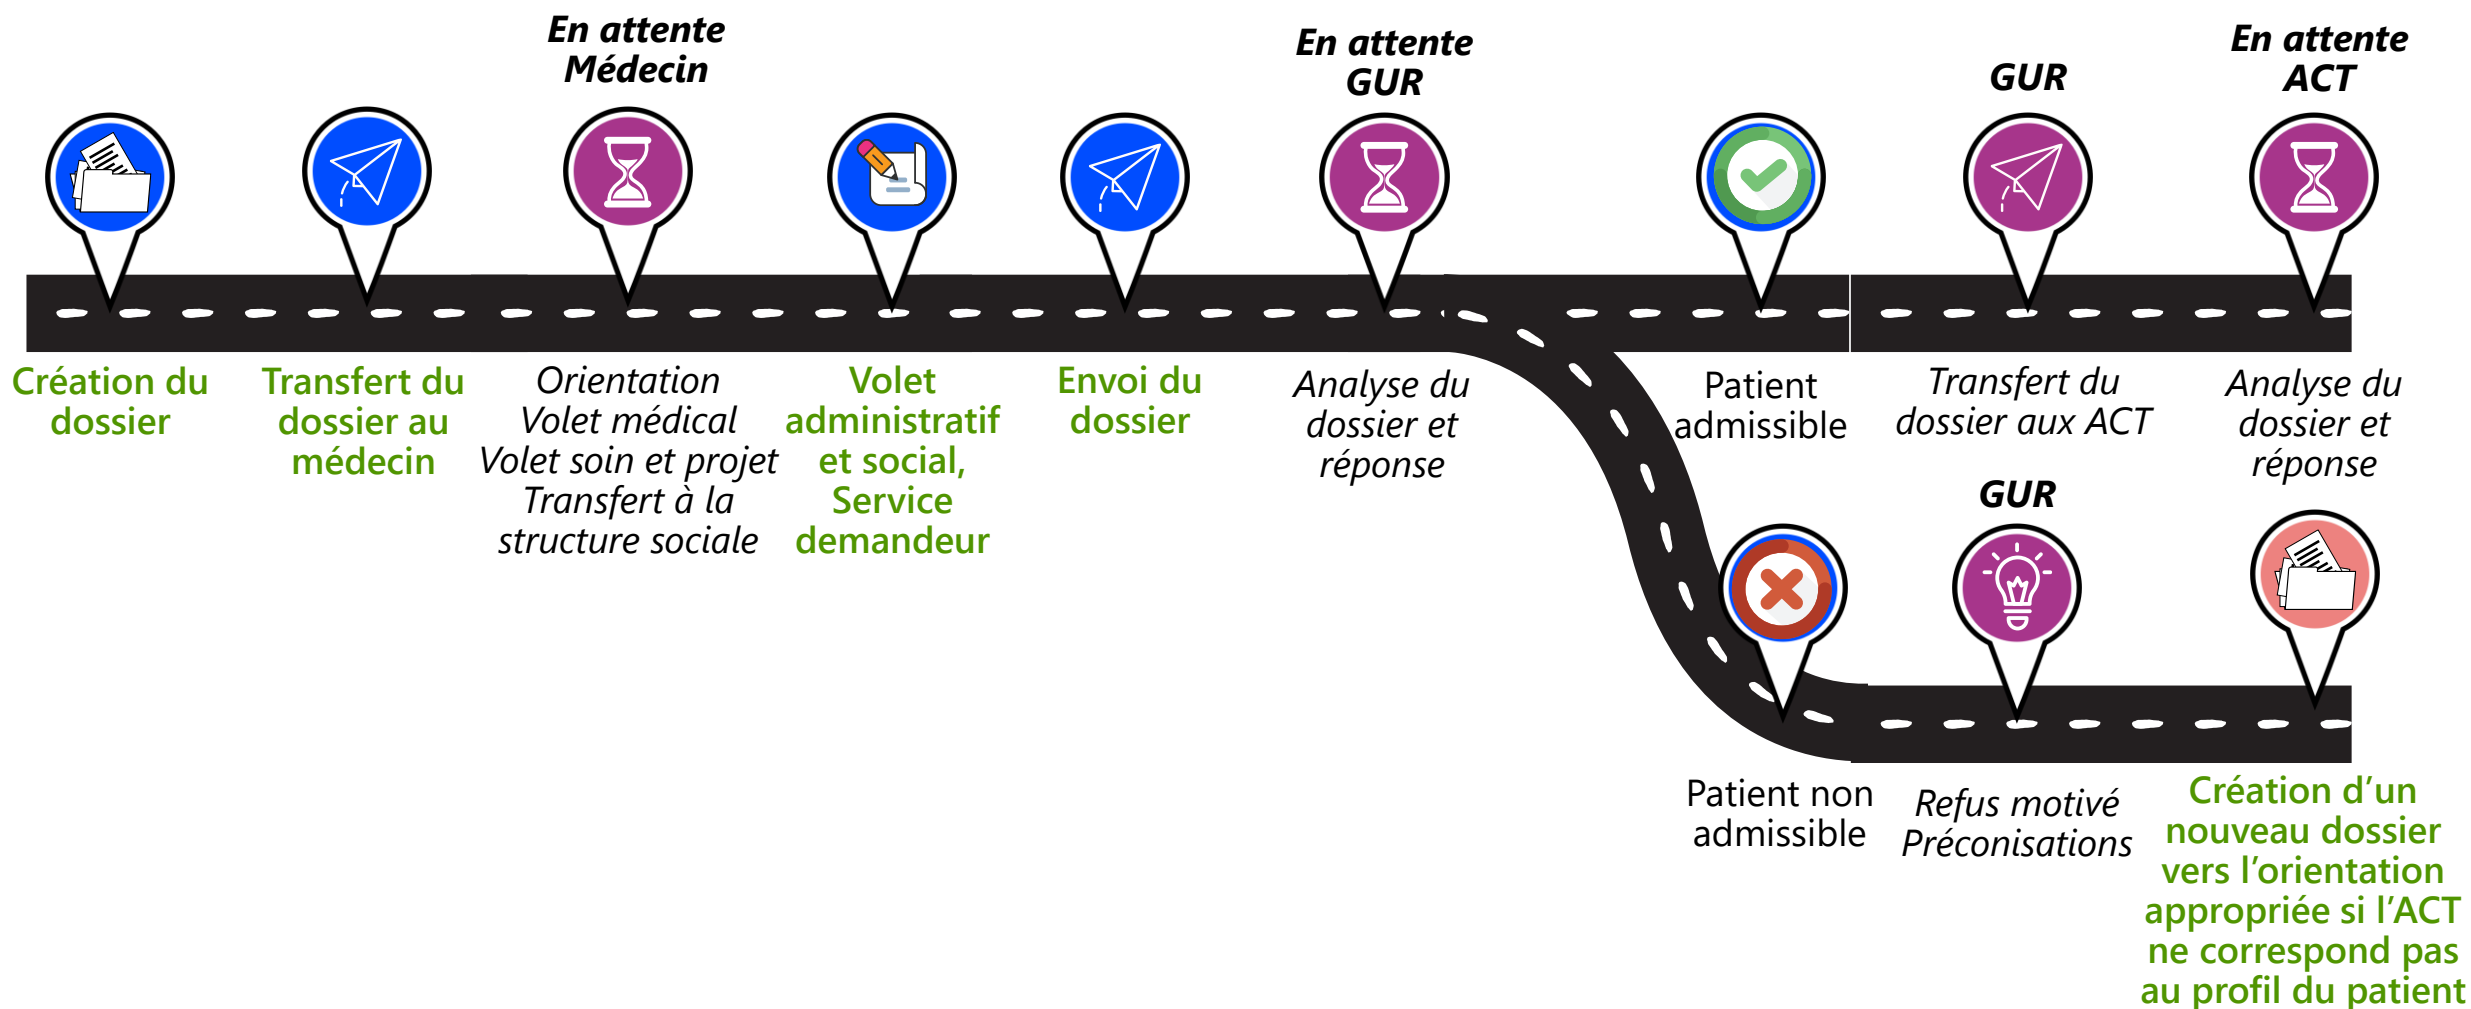 En attente
Médecin
En attente
GUR
GUR
En attente
ACT
Création du
dossier
Transfert du
dossier au
médecin
Orientation
Volet médical
Volet soin et projet
Transfert à la
structure sociale
Volet
administratif
et social,
Service
demandeur
Envoi du
dossier
Analyse du
dossier et
réponse
Patient
admissible
Transfert du
dossier aux ACT
Analyse du
dossier et
réponse
GUR
Patient non
admissible
Refus motivé
Préconisations
Création d’un
nouveau dossier
vers l’orientation
appropriée si l’ACT
ne correspond pas
au profil du patient